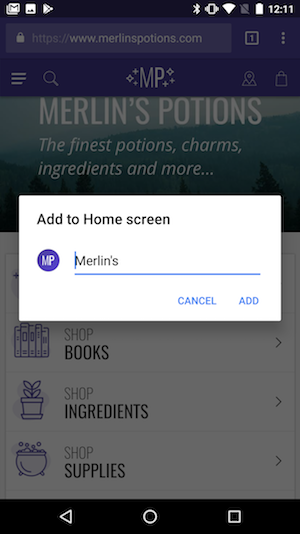 12:11
https://www.merlinspotions.com
1
MP
MERLIN'S POTIONS
The finest potions, charms,
ingredients and more...
Add to Home screen
MP
Merlin's
CANCEL
ADD
SHOP
BOOKS
SHOP
INGREDIENTS
SHOP
SUPPLIES